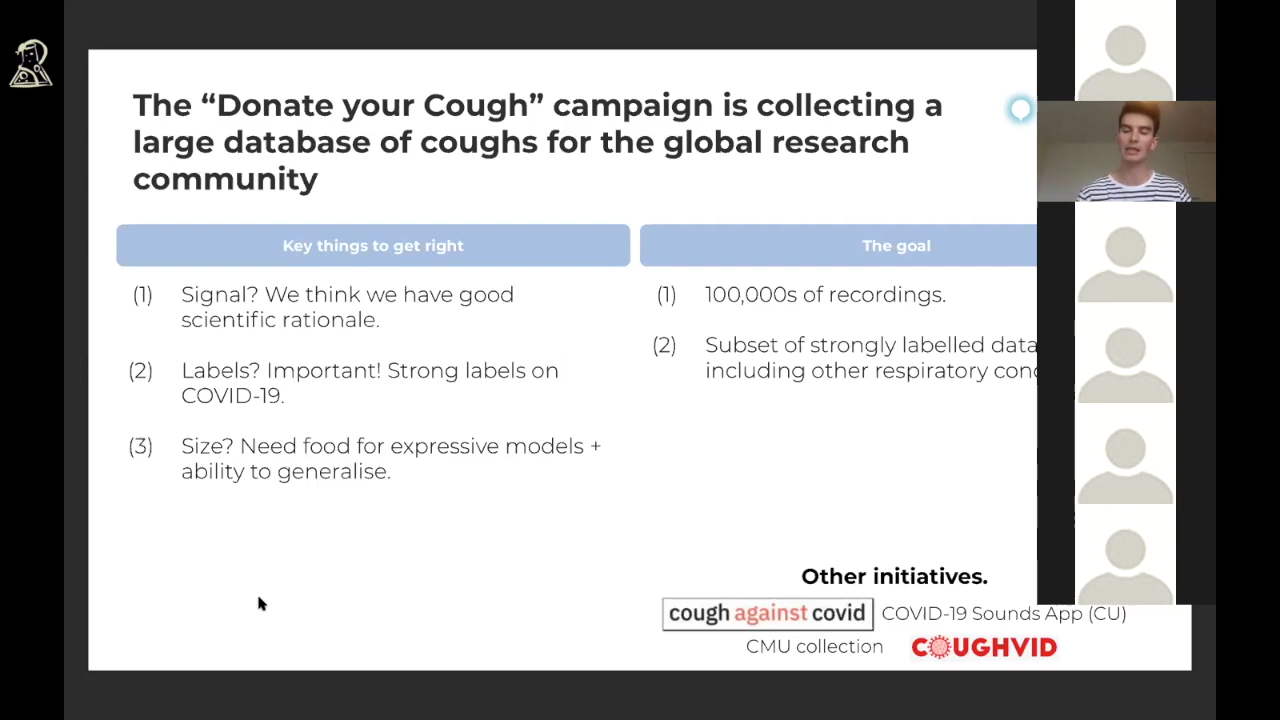 The “Donate your Cough” campaign is collecting a
large database of coughs for the global research
community
Key things to get right
(1) Signal? We think we have good
scientific rationale.
(2) Labels? Important! Strong labels on
COVID-19.
(3) Size? Need food for expressive models +
ability to generalise.
The goal
(1) 100,000s of recordings.
(2) Subset of strongly labelled data
including other respiratory
Other initiatives.
cough against covid COVID-19 Sounds App (CU)
CMU collection COUGHVID